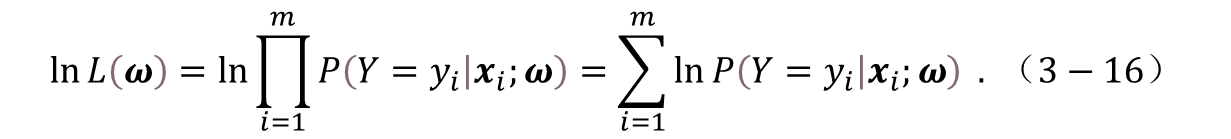 ln L(ω) = ln ∏_{i=1}^{m} P(Y = y_i|x_i; ω) = ∑_{i=1}^{m} ln P(Y = y_i|x_i; ω) . （3 − 16）